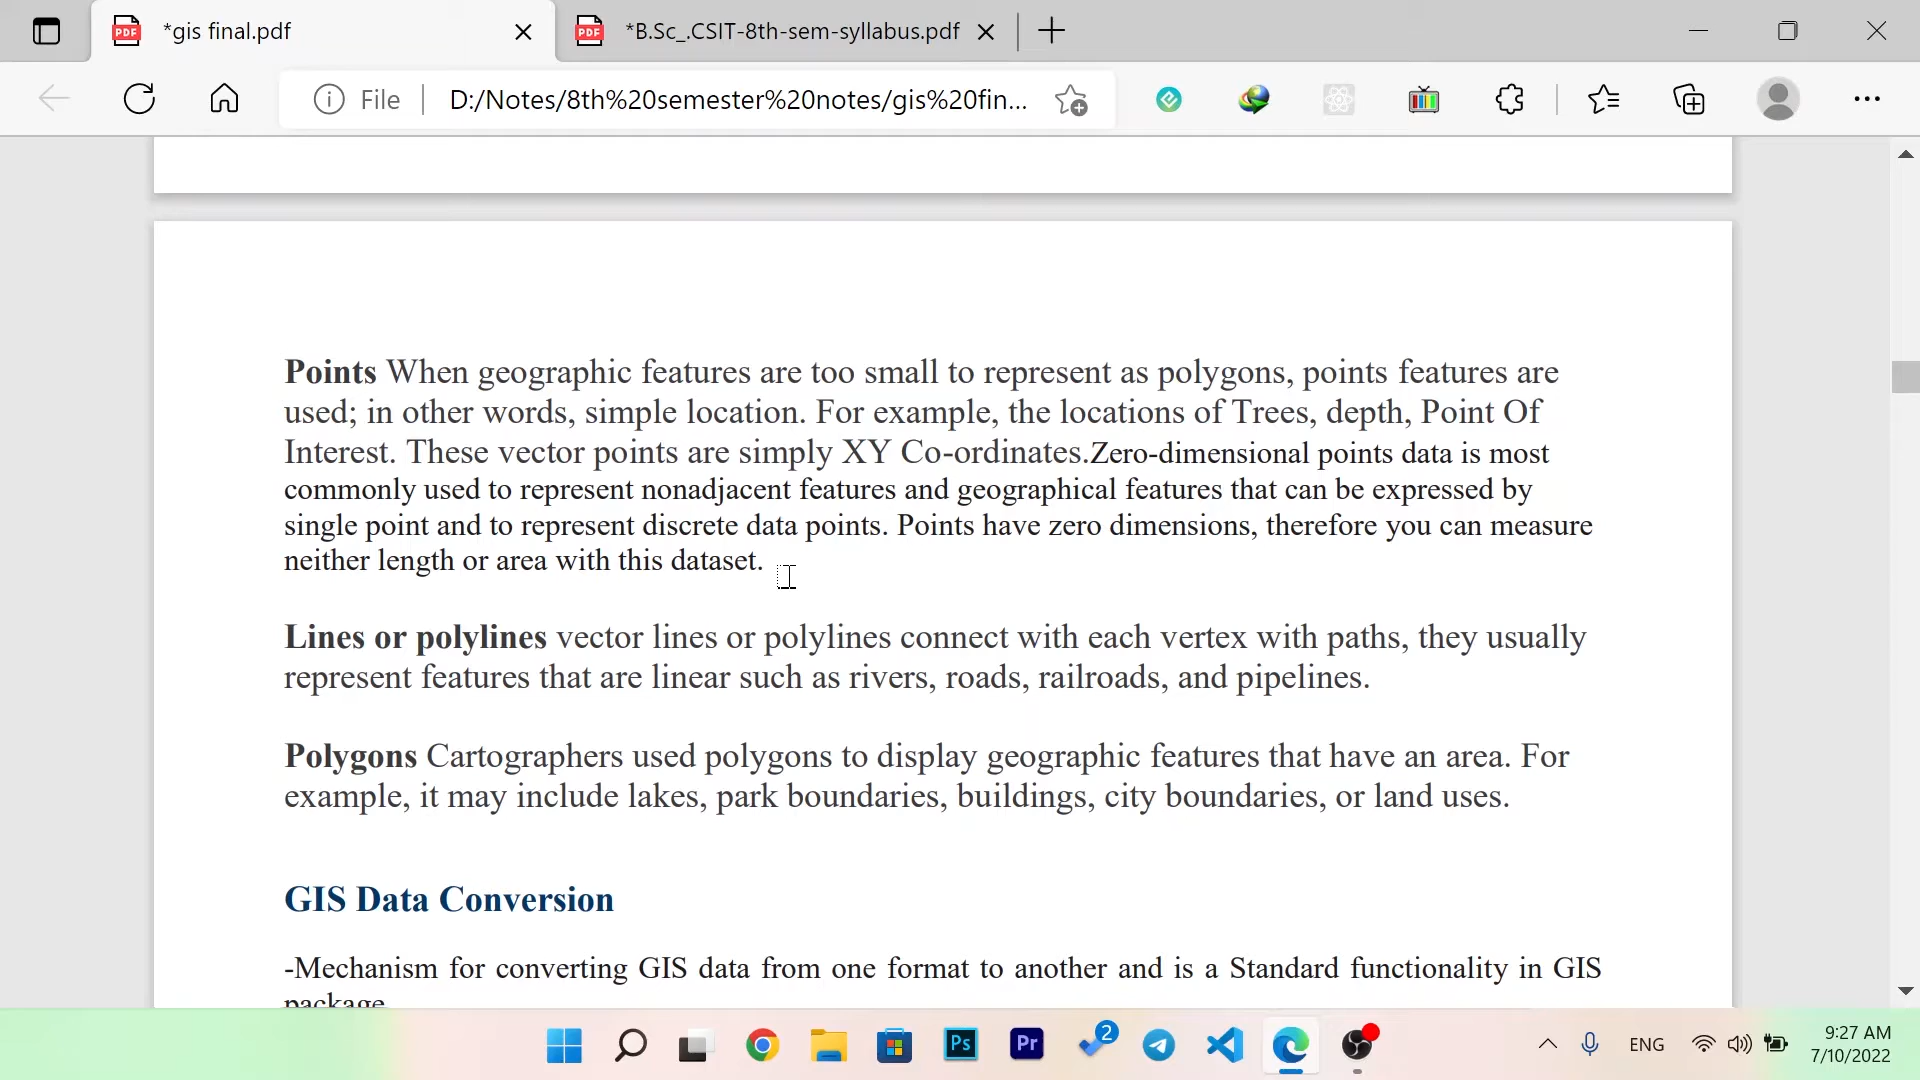 *gis final.pdf
*B.Sc_.CSIT-8th-sem-syllabus.pdf
File
D:/Notes/8th%20semester%20notes/gis%20fin...
Points When geographic features are too small to represent as polygons, points features are
used; in other words, simple location. For example, the locations of Trees, depth, Point Of
Interest. These vector points are simply XY Co-ordinates.Zero-dimensional points data is most
commonly used to represent nonadjacent features and geographical features that can be expressed by
single point and to represent discrete data points. Points have zero dimensions, therefore you can measure
neither length or area with this dataset.
Lines or polylines vector lines or polylines connect with each vertex with paths, they usually
represent features that are linear such as rivers, roads, railroads, and pipelines.
Polygons Cartographers used polygons to display geographic features that have an area. For
example, it may include lakes, park boundaries, buildings, city boundaries, or land uses.
GIS Data Conversion
-Mechanism for converting GIS data from one format to another and is a Standard functionality in GIS
package
Ps
Pr
2
ENG
9:27 AM
7/10/2022